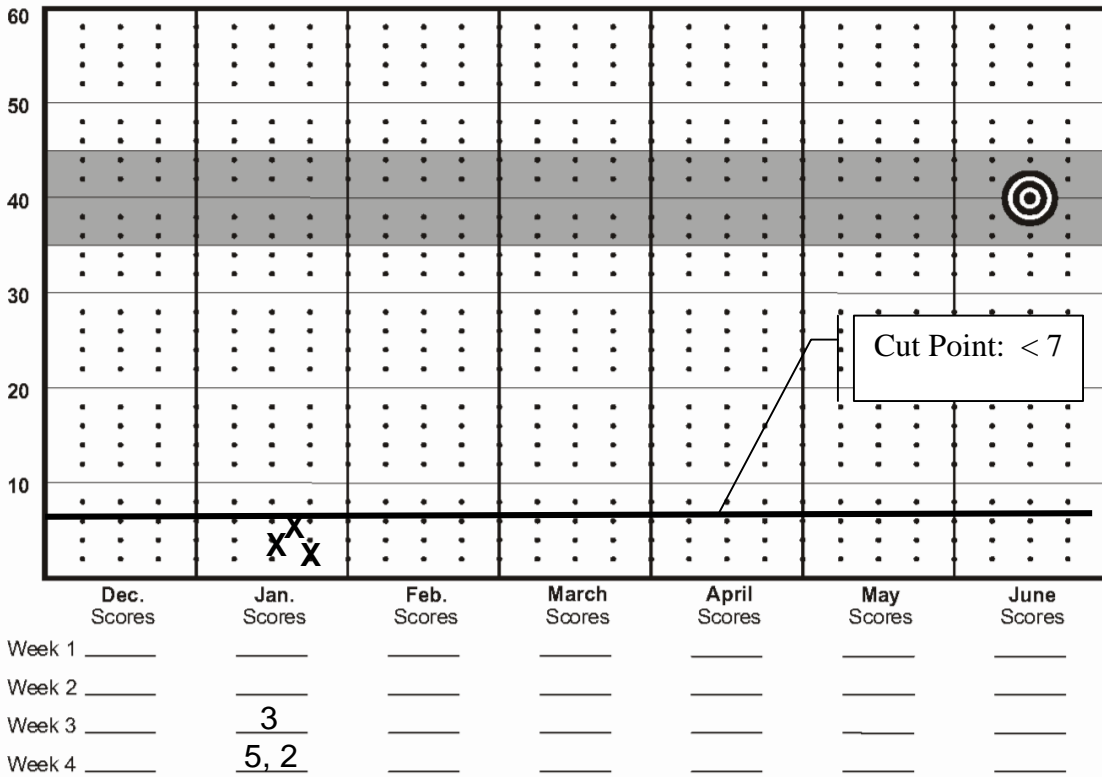 60
50
40
30
Cut Point: < 7
20
10
X
X X
Dec. Jan. Feb. March April May June
Scores Scores Scores Scores Scores Scores Scores
Week 1
Week 2
Week 3 3
Week 4 5, 2